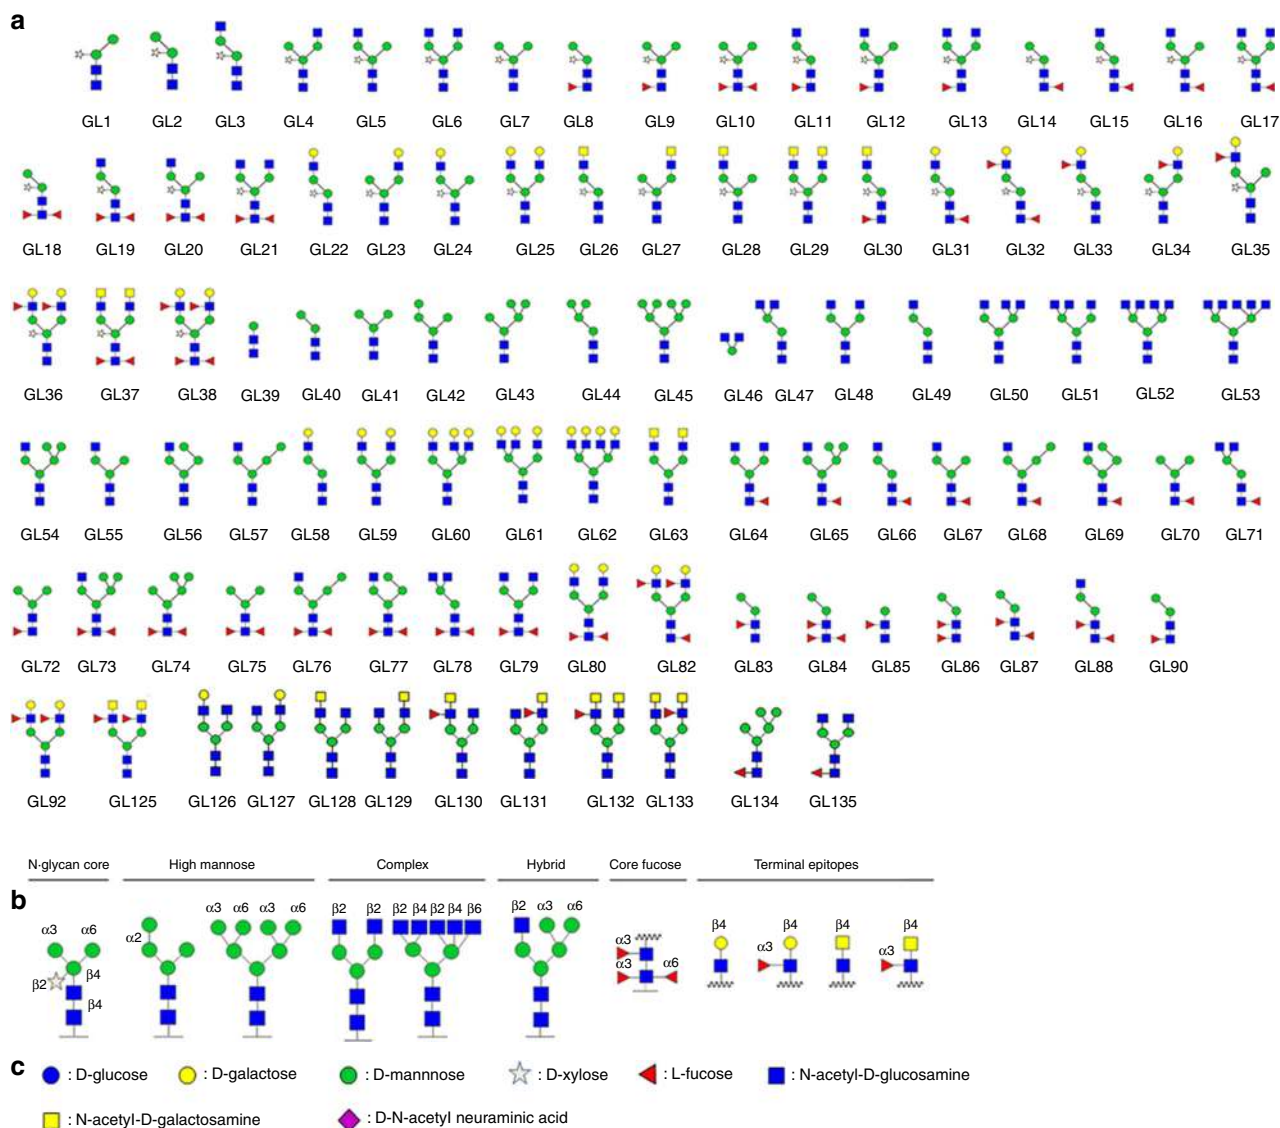 a
GL1 GL2 GL3 GL4 GL5 GL6 GL7 GL8 GL9 GL10 GL11 GL12 GL13 GL14 GL15 GL16 GL17
GL18 GL19 GL20 GL21 GL22 GL23 GL24 GL25 GL26 GL27 GL28 GL29 GL30 GL31 GL32 GL33 GL34 GL35
GL36 GL37 GL38 GL39 GL40 GL41 GL42 GL43 GL44 GL45 GL46 GL47 GL48 GL49 GL50 GL51 GL52 GL53
GL54 GL55 GL56 GL57 GL58 GL59 GL60 GL61 GL62 GL63 GL64 GL65 GL66 GL67 GL68 GL69 GL70 GL71
GL72 GL73 GL74 GL75 GL76 GL77 GL78 GL79 GL80 GL82 GL83 GL84 GL85 GL86 GL87 GL88 GL90
GL92 GL125 GL126 GL127 GL128 GL129 GL130 GL131 GL132 GL133 GL134 GL135
N-glycan core High mannose Complex Hybrid Core fucose Terminal epitopes
b
α3 α6 β2 β4 β4
α2 α3 α6 α3 α6
β2 β2 β2 β4 β2 β4 β6
β2 α3 α6
α3 α3 α6
β4 α3 β4 β4 α3 β4
c
: D-glucose : D-galactose : D-mannnose : D-xylose : L-fucose : N-acetyl-D-glucosamine
: N-acetyl-D-galactosamine : D-N-acetyl neuraminic acid